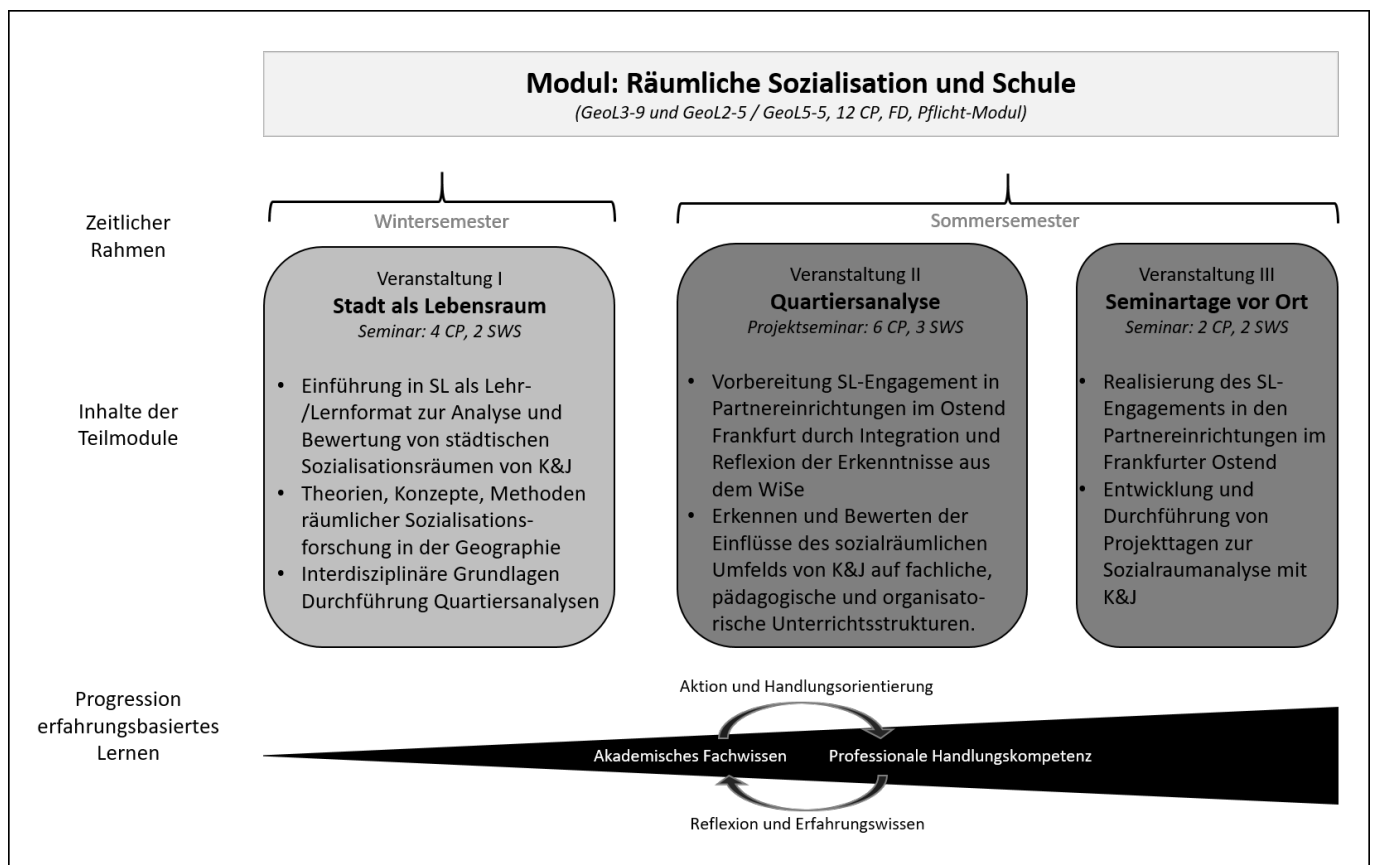 Modul: Räumliche Sozialisation und Schule
(GeoL3-9 und GeoL2-5 / GeoL5-5, 12 CP, FD, Pflicht-Modul)
Zeitlicher
Rahmen
Wintersemester
Sommersemester
Inhalte der
Teilmodule
Veranstaltung I
Stadt als Lebensraum
Seminar: 4 CP, 2 SWS
• Einführung in SL als Lehr-
/Lernformat zur Analyse und
Bewertung von städtischen
Sozialisationsräumen von K&J
• Theorien, Konzepte, Methoden
räumlicher Sozialisations-
forschung in der Geographie
• Interdisziplinäre Grundlagen
Durchführung Quartiersanalysen
Veranstaltung II
Quartiersanalyse
Projektseminar: 6 CP, 3 SWS
• Vorbereitung SL-Engagement in
Partnereinrichtungen im Ostend
Frankfurt durch Integration und
Reflexion der Erkenntnisse aus
dem WiSe
• Erkennen und Bewerten der
Einflüsse des sozialräumlichen
Umfelds von K&J auf fachliche,
pädagogische und organisato-
rische Unterrichtsstrukturen.
Veranstaltung III
Seminartage vor Ort
Seminar: 2 CP, 2 SWS
• Realisierung des SL-
Engagements in den
Partnereinrichtungen im
Frankfurter Ostend
• Entwicklung und
Durchführung von
Projekttagen zur
Sozialraumanalyse mit
K&J
Progression
erfahrungsbasiertes
Lernen
Aktion und Handlungsorientierung
Akademisches Fachwissen
Professionale Handlungskompetenz
Reflexion und Erfahrungswissen